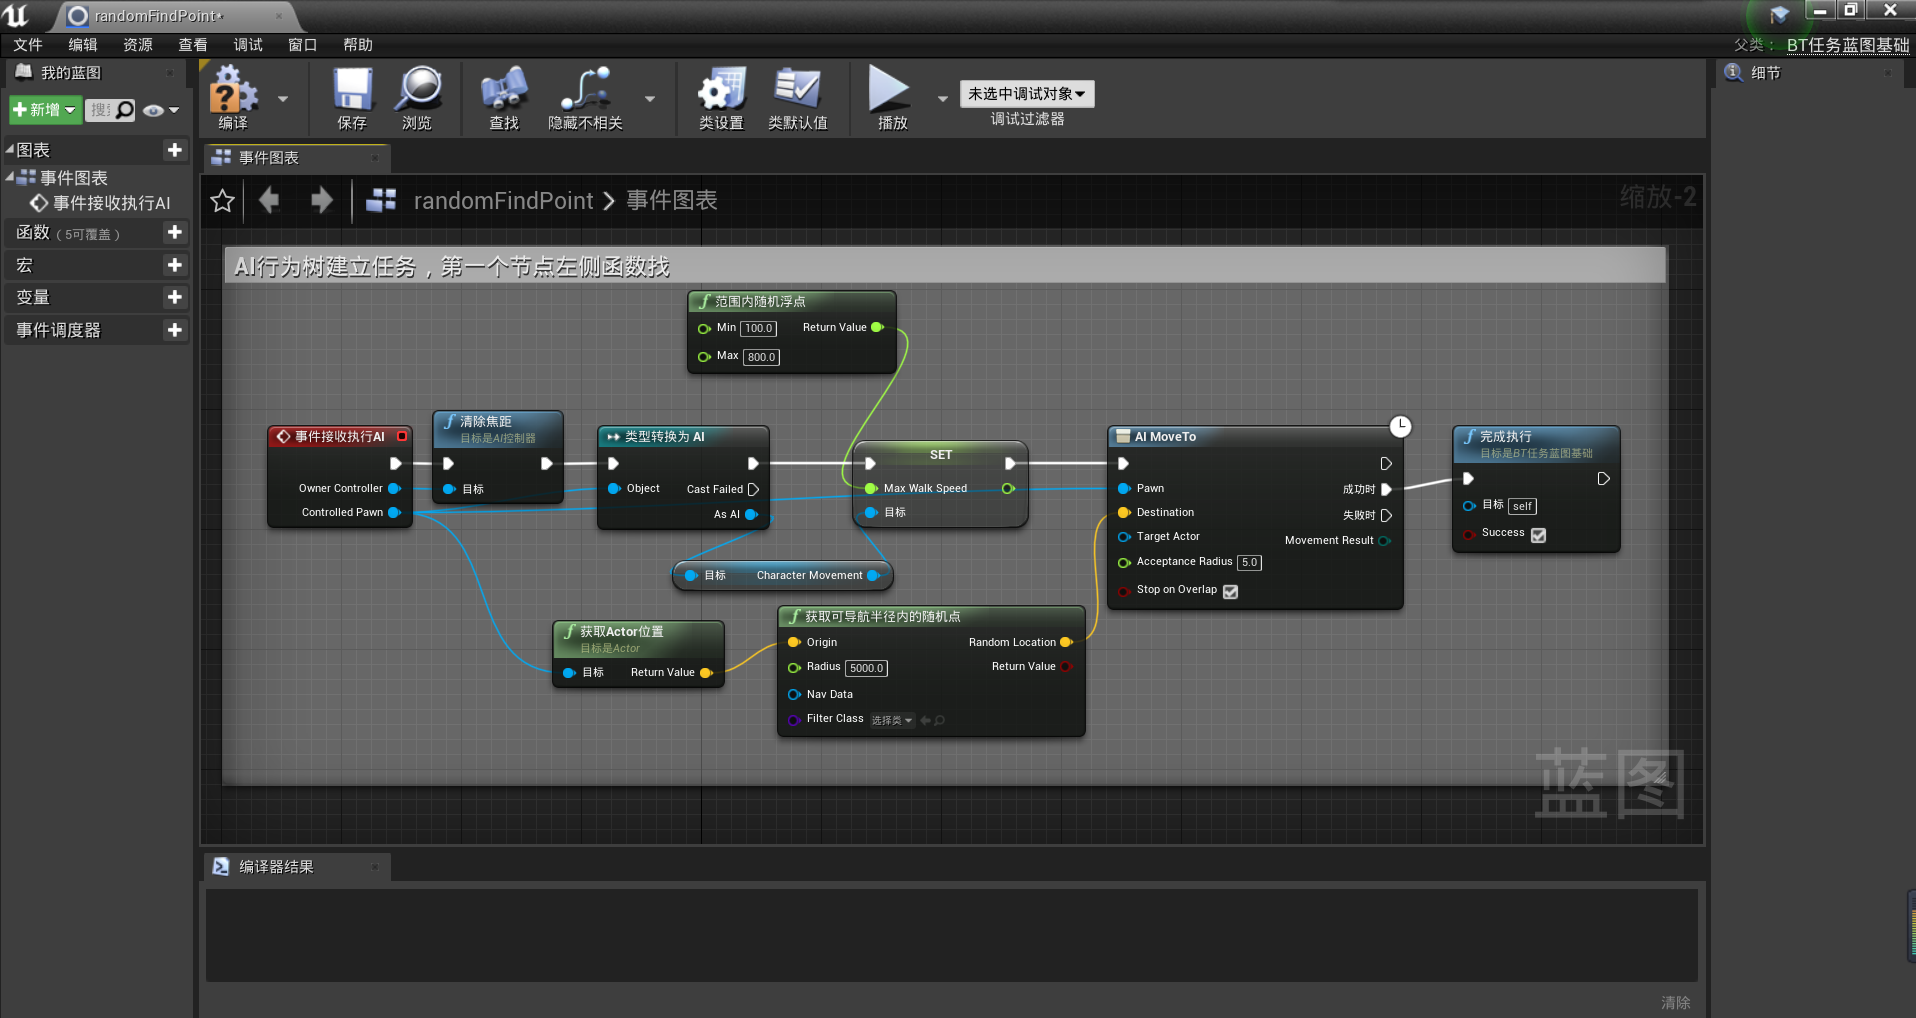 randomFindPoint*
文件 编辑 资源 查看 调试 窗口 帮助
父类： BT任务蓝图基础
我的蓝图
新增
图表
事件图表
事件接收执行AI
函数 （5可覆盖）
宏
变量
事件调度器
编译
保存
浏览
查找
隐藏不相关
类设置
类默认值
播放
未选中调试对象
调试过滤器
细节
事件图表
randomFindPoint > 事件图表
缩放-2
AI行为树建立任务，第一个节点左侧函数找
范围内随机浮点
Min 100.0 Return Value
Max 800.0
事件接收执行AI
Owner Controller
Controlled Pawn
清除焦距
目标是AI控制器
目标
类型转换为 AI
Object Cast Failed
As AI
SET
Max Walk Speed
目标
目标 Character Movement
获取Actor位置
目标是Actor
目标 Return Value
获取可导航半径内的随机点
Origin Random Location
Radius 5000.0 Return Value
Nav Data
Filter Class 选择类
AI MoveTo
Pawn 成功时
Destination 失败时
Target Actor Movement Result
Acceptance Radius 5.0
Stop on Overlap
完成执行
目标是BT任务蓝图基础
目标 self
Success
蓝图
编译器结果
清除